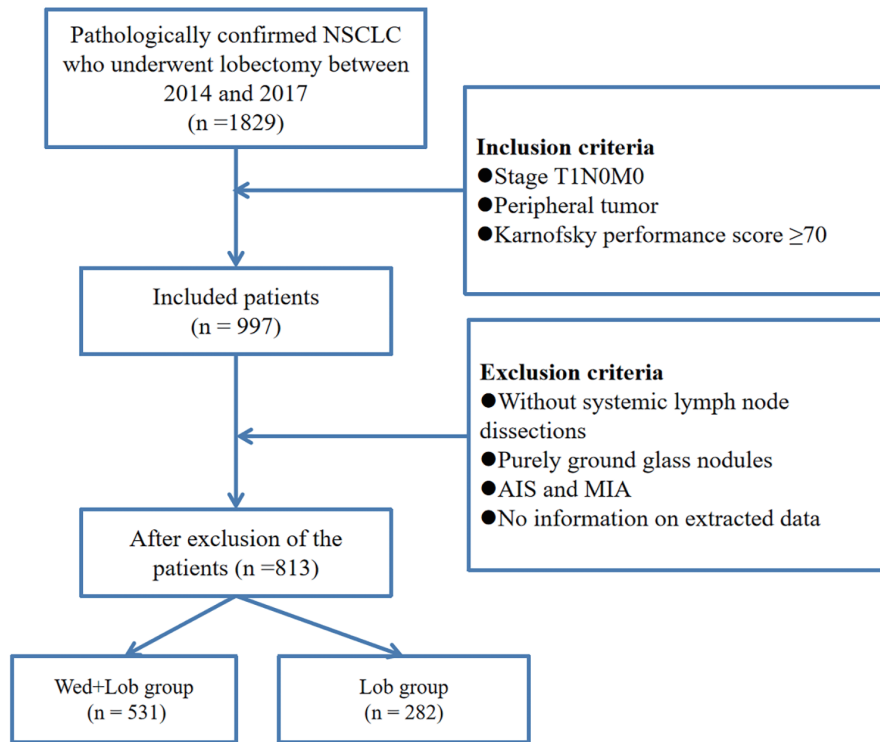 Pathologically confirmed NSCLC
who underwent lobectomy between
2014 and 2017
(n =1829)
Inclusion criteria
●Stage T1N0M0
●Peripheral tumor
●Karnofsky performance score ≥70
Included patients
(n = 997)
Exclusion criteria
●Without systemic lymph node
dissections
●Purely ground glass nodules
●AIS and MIA
●No information on extracted data
After exclusion of the
patients (n =813)
Wed+Lob group
(n = 531)
Lob group
(n = 282)